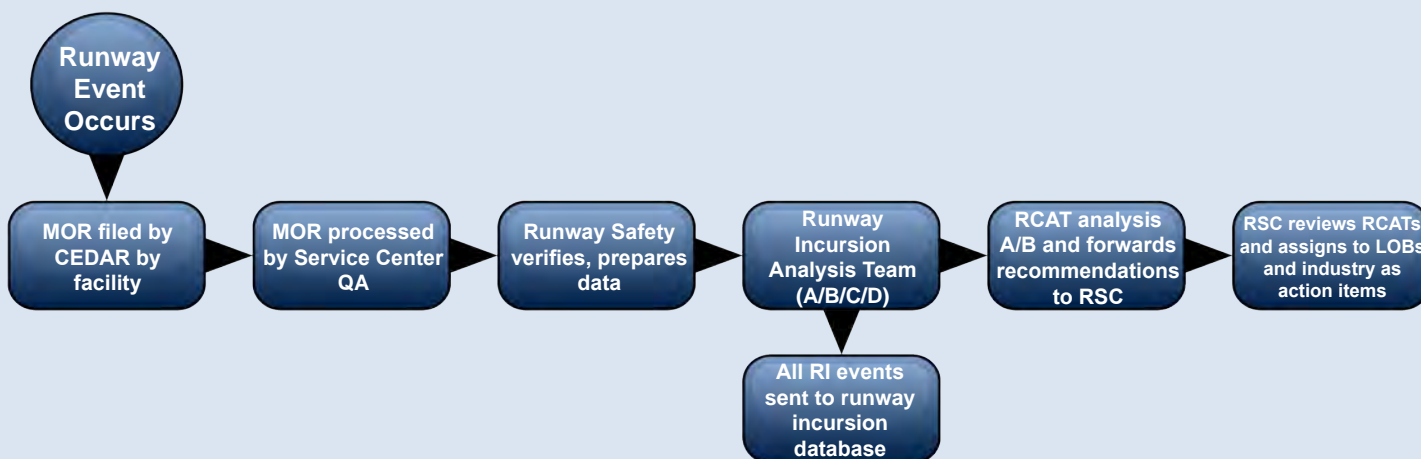 Runway
Event
Occurs
MOR filed by
CEDAR by
facility
MOR processed
by Service Center
QA
Runway Safety
verifies, prepares
data
Runway
Incursion
Analysis Team
(A/B/C/D)
RCAT analysis
A/B and forwards
recommendations
to RSC
RSC reviews RCATs
and assigns to LOBs
and industry as
action items
All RI events
sent to runway
incursion
database